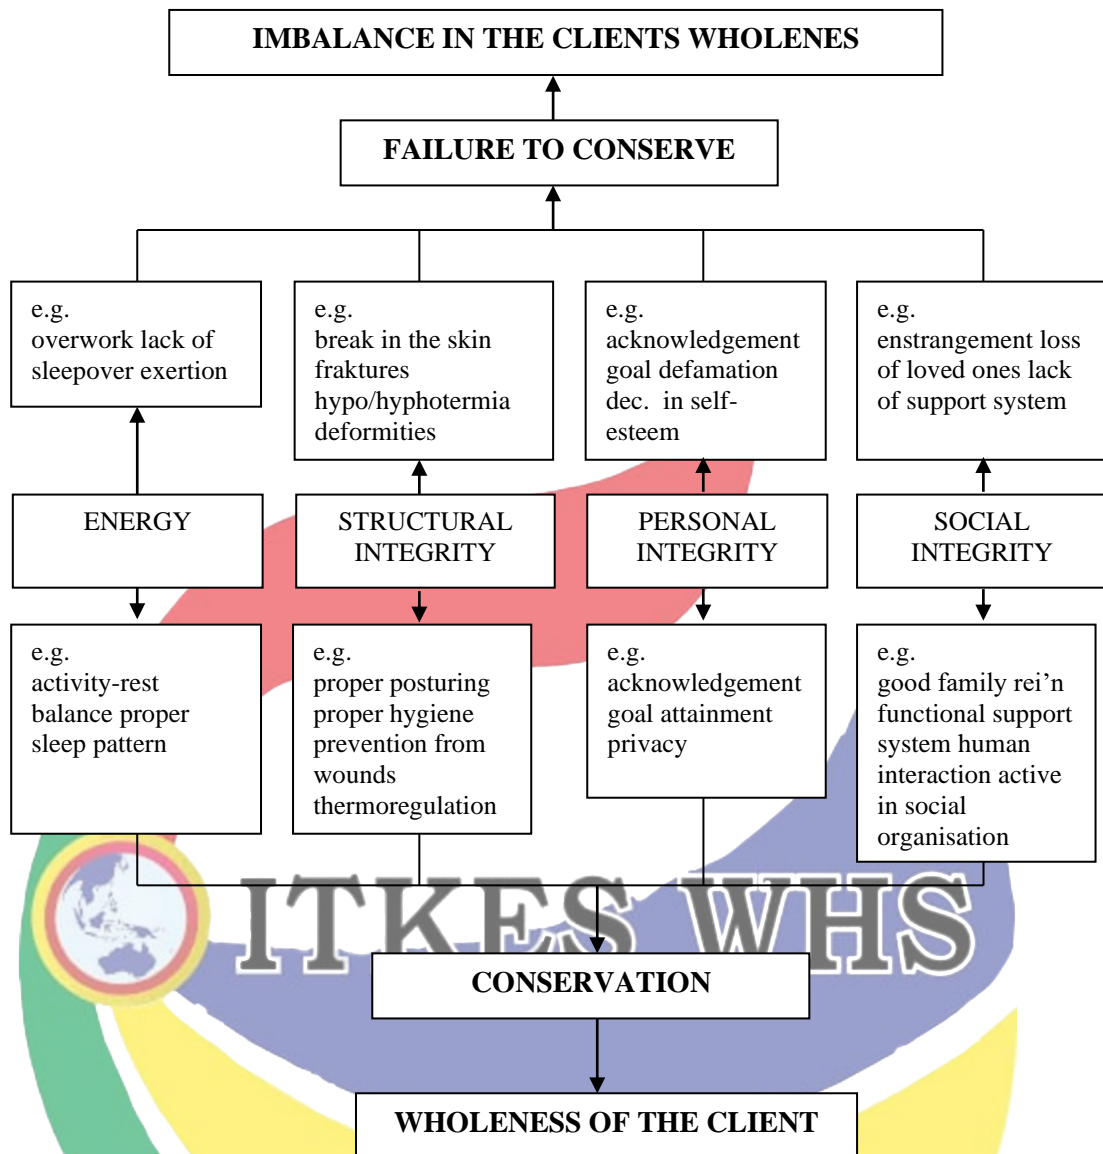 IMBALANCE IN THE CLIENTS WHOLENES
FAILURE TO CONSERVE
e.g.
overwork lack of
sleepover exertion
e.g.
break in the skin
fraktures
hypo/hyphotermia
deformities
e.g.
acknowledgement
goal defamation
dec. in self-
esteem
e.g.
enstrangement loss
of loved ones lack
of support system
ENERGY
STRUCTURAL
INTEGRITY
PERSONAL
INTEGRITY
SOCIAL
INTEGRITY
e.g.
activity-rest
balance proper
sleep pattern
e.g.
proper posturing
proper hygiene
prevention from
wounds
thermoregulation
e.g.
acknowledgement
goal attainment
privacy
e.g.
good family rei’n
functional support
system human
interaction active
in social
organisation
ITKES WHS
CONSERVATION
WHOLENESS OF THE CLIENT